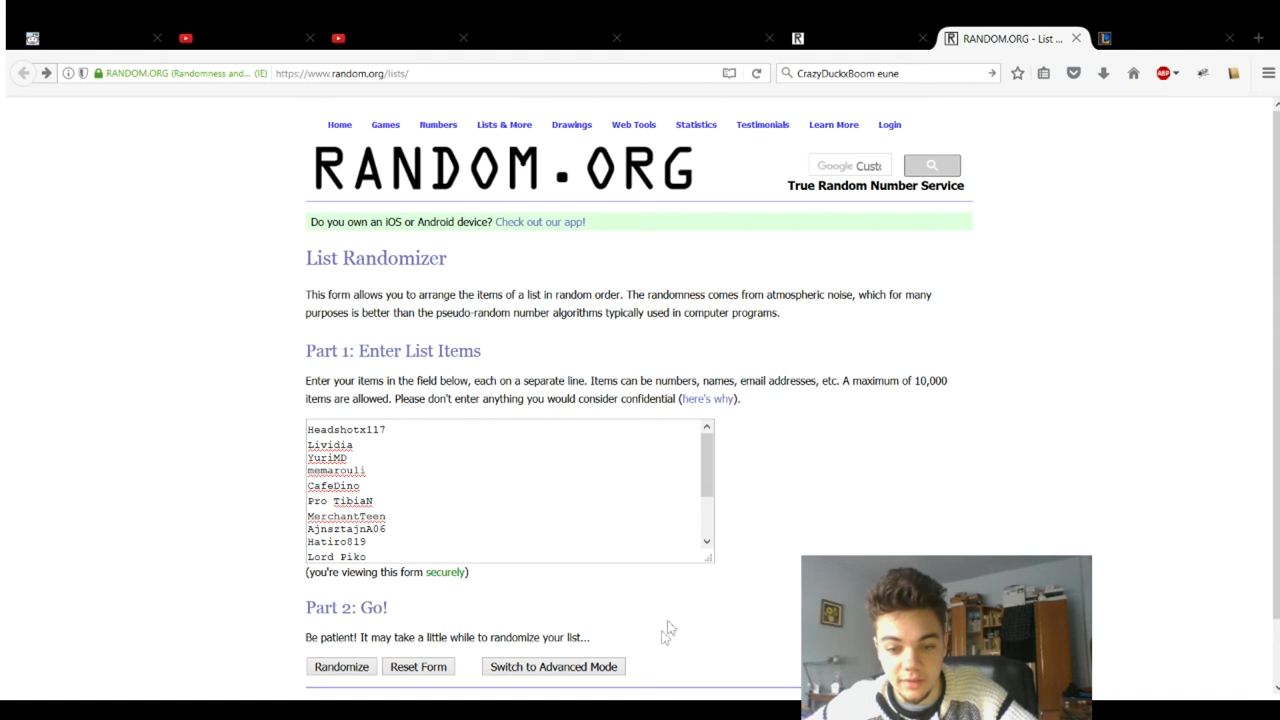 RANDOM.ORG - List ...
RANDOM.ORG (Randomness and... (IE)
https://www.random.org/lists/
CrazyDuckxBoom eune
ABP
Home Games Numbers Lists & More Drawings Web Tools Statistics Testimonials Learn More Login
RANDOM.ORG
Google Custo
True Random Number Service
Do you own an iOS or Android device? Check out our app!
List Randomizer
This form allows you to arrange the items of a list in random order. The randomness comes from atmospheric noise, which for many
purposes is better than the pseudo-random number algorithms typically used in computer programs.
Part 1: Enter List Items
Enter your items in the field below, each on a separate line. Items can be numbers, names, email addresses, etc. A maximum of 10,000
items are allowed. Please don't enter anything you would consider confidential (here's why).
Headshotx117
Lividia
YuriMD
memarouli
CafeDino
Pro TibiaN
MerchantTeen
AjnsztajnA06
Hatiro819
Lord Piko
(you're viewing this form securely)
Part 2: Go!
Be patient! It may take a little while to randomize your list...
Randomize Reset Form Switch to Advanced Mode